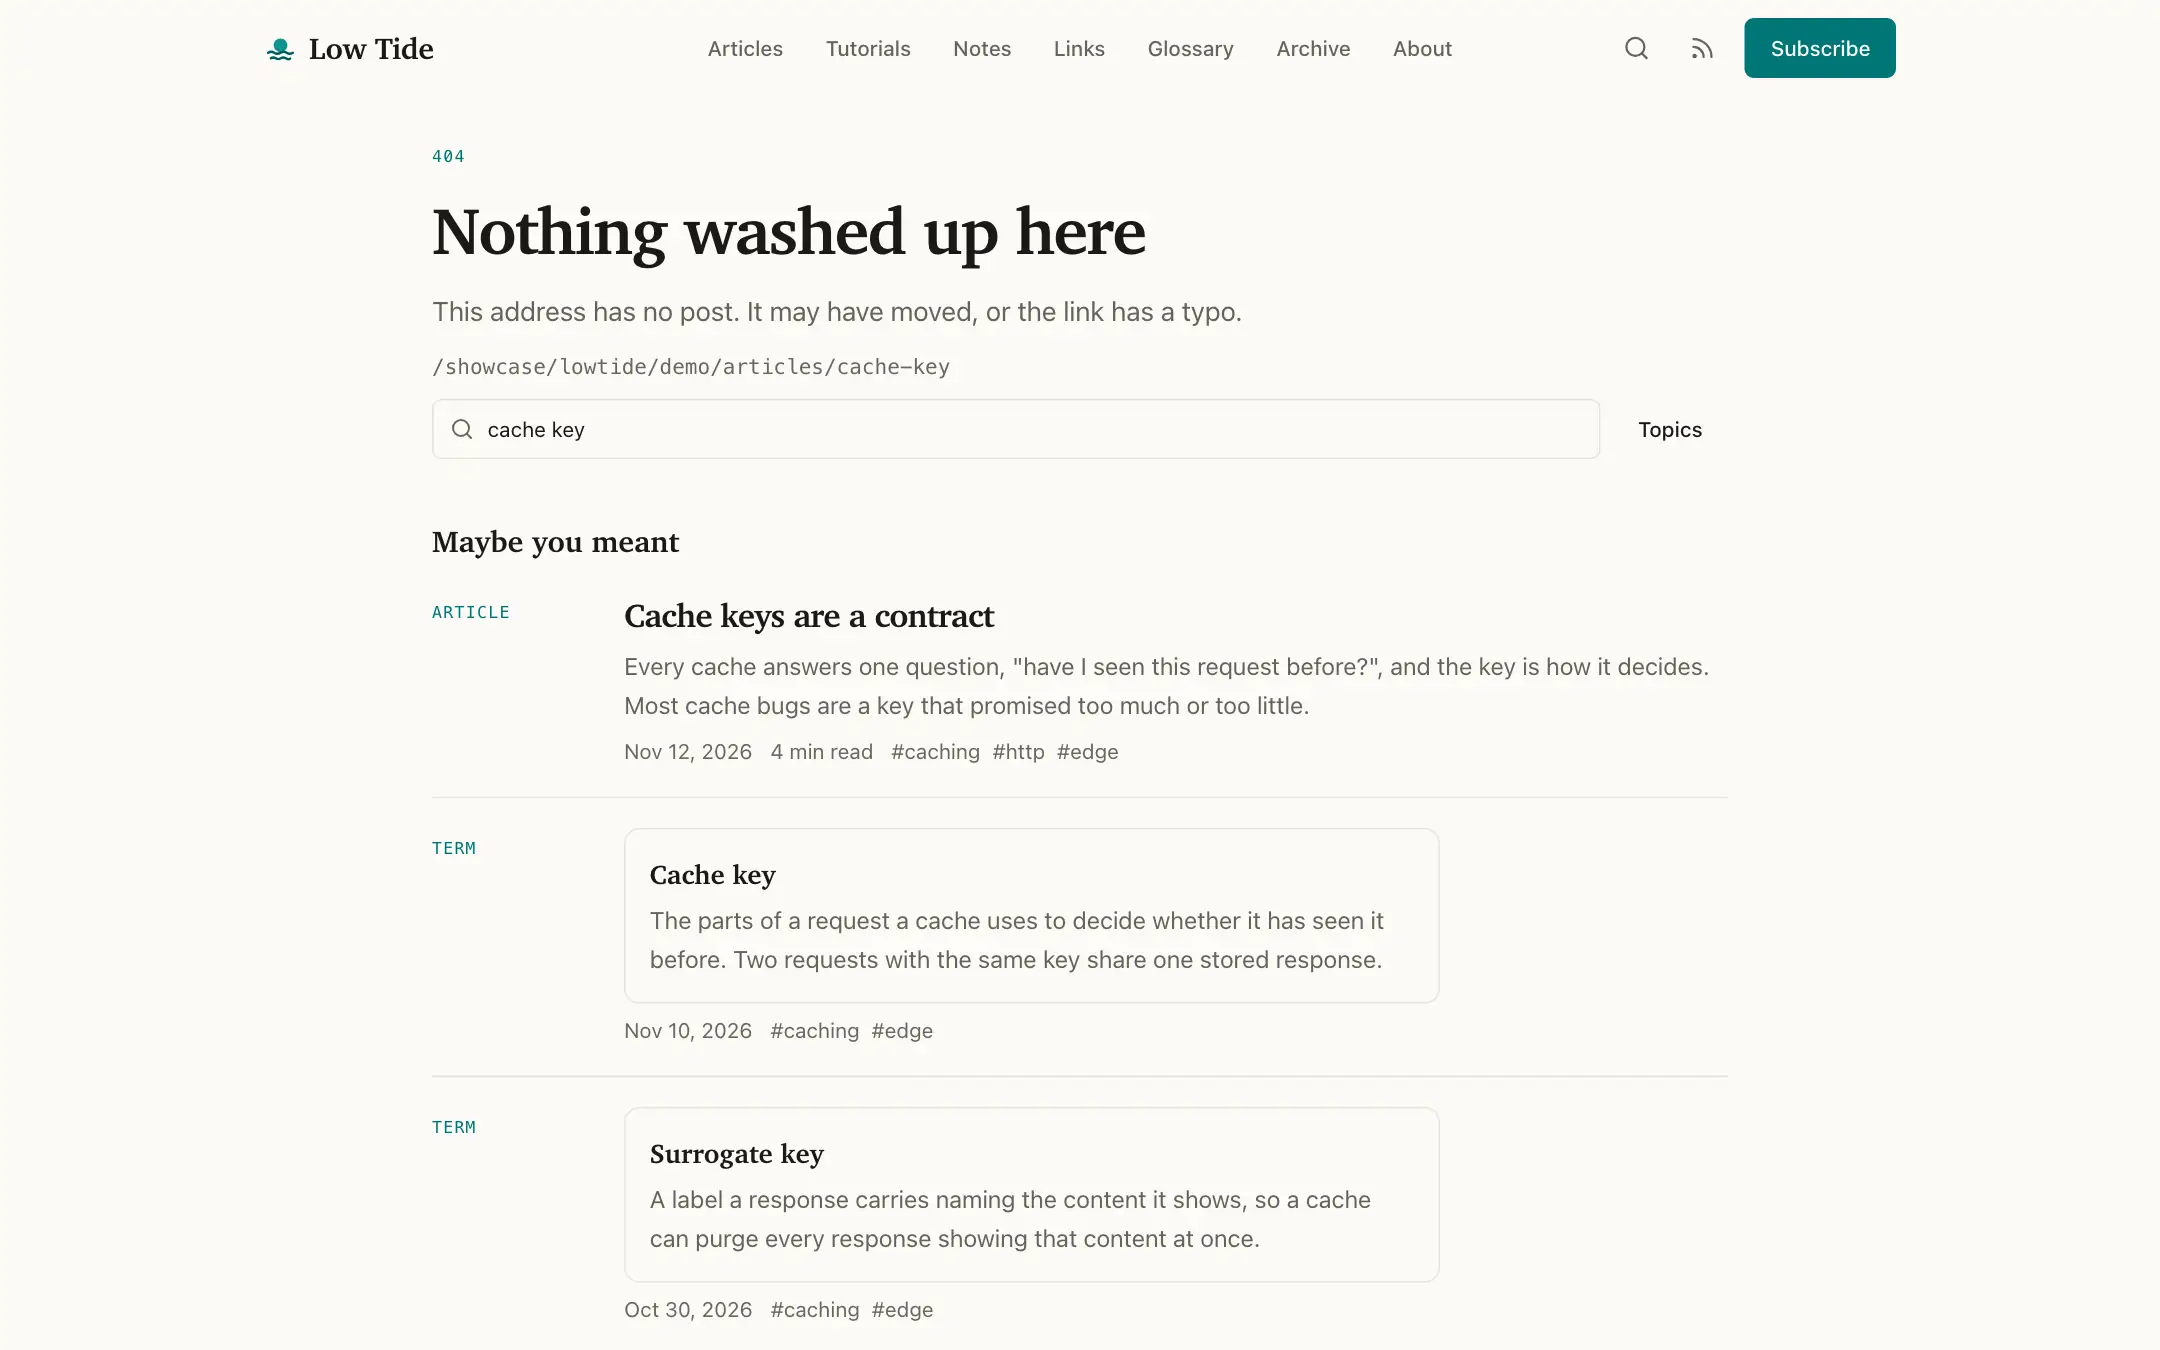 Low Tide
Articles
Tutorials
Notes
Links
Glossary
Archive
About
Subscribe
404
Nothing washed up here
This address has no post. It may have moved, or the link has a typo.
/showcase/lowtide/demo/articles/cache-key
cache key
Topics
Maybe you meant
ARTICLE
Cache keys are a contract
Every cache answers one question, "have I seen this request before?", and the key is how it decides.
Most cache bugs are a key that promised too much or too little.
Nov 12, 2026 4 min read #caching #http #edge
TERM
Cache key
The parts of a request a cache uses to decide whether it has seen it
before. Two requests with the same key share one stored response.
Nov 10, 2026 #caching #edge
TERM
Surrogate key
A label a response carries naming the content it shows, so a cache
can purge every response showing that content at once.
Oct 30, 2026 #caching #edge